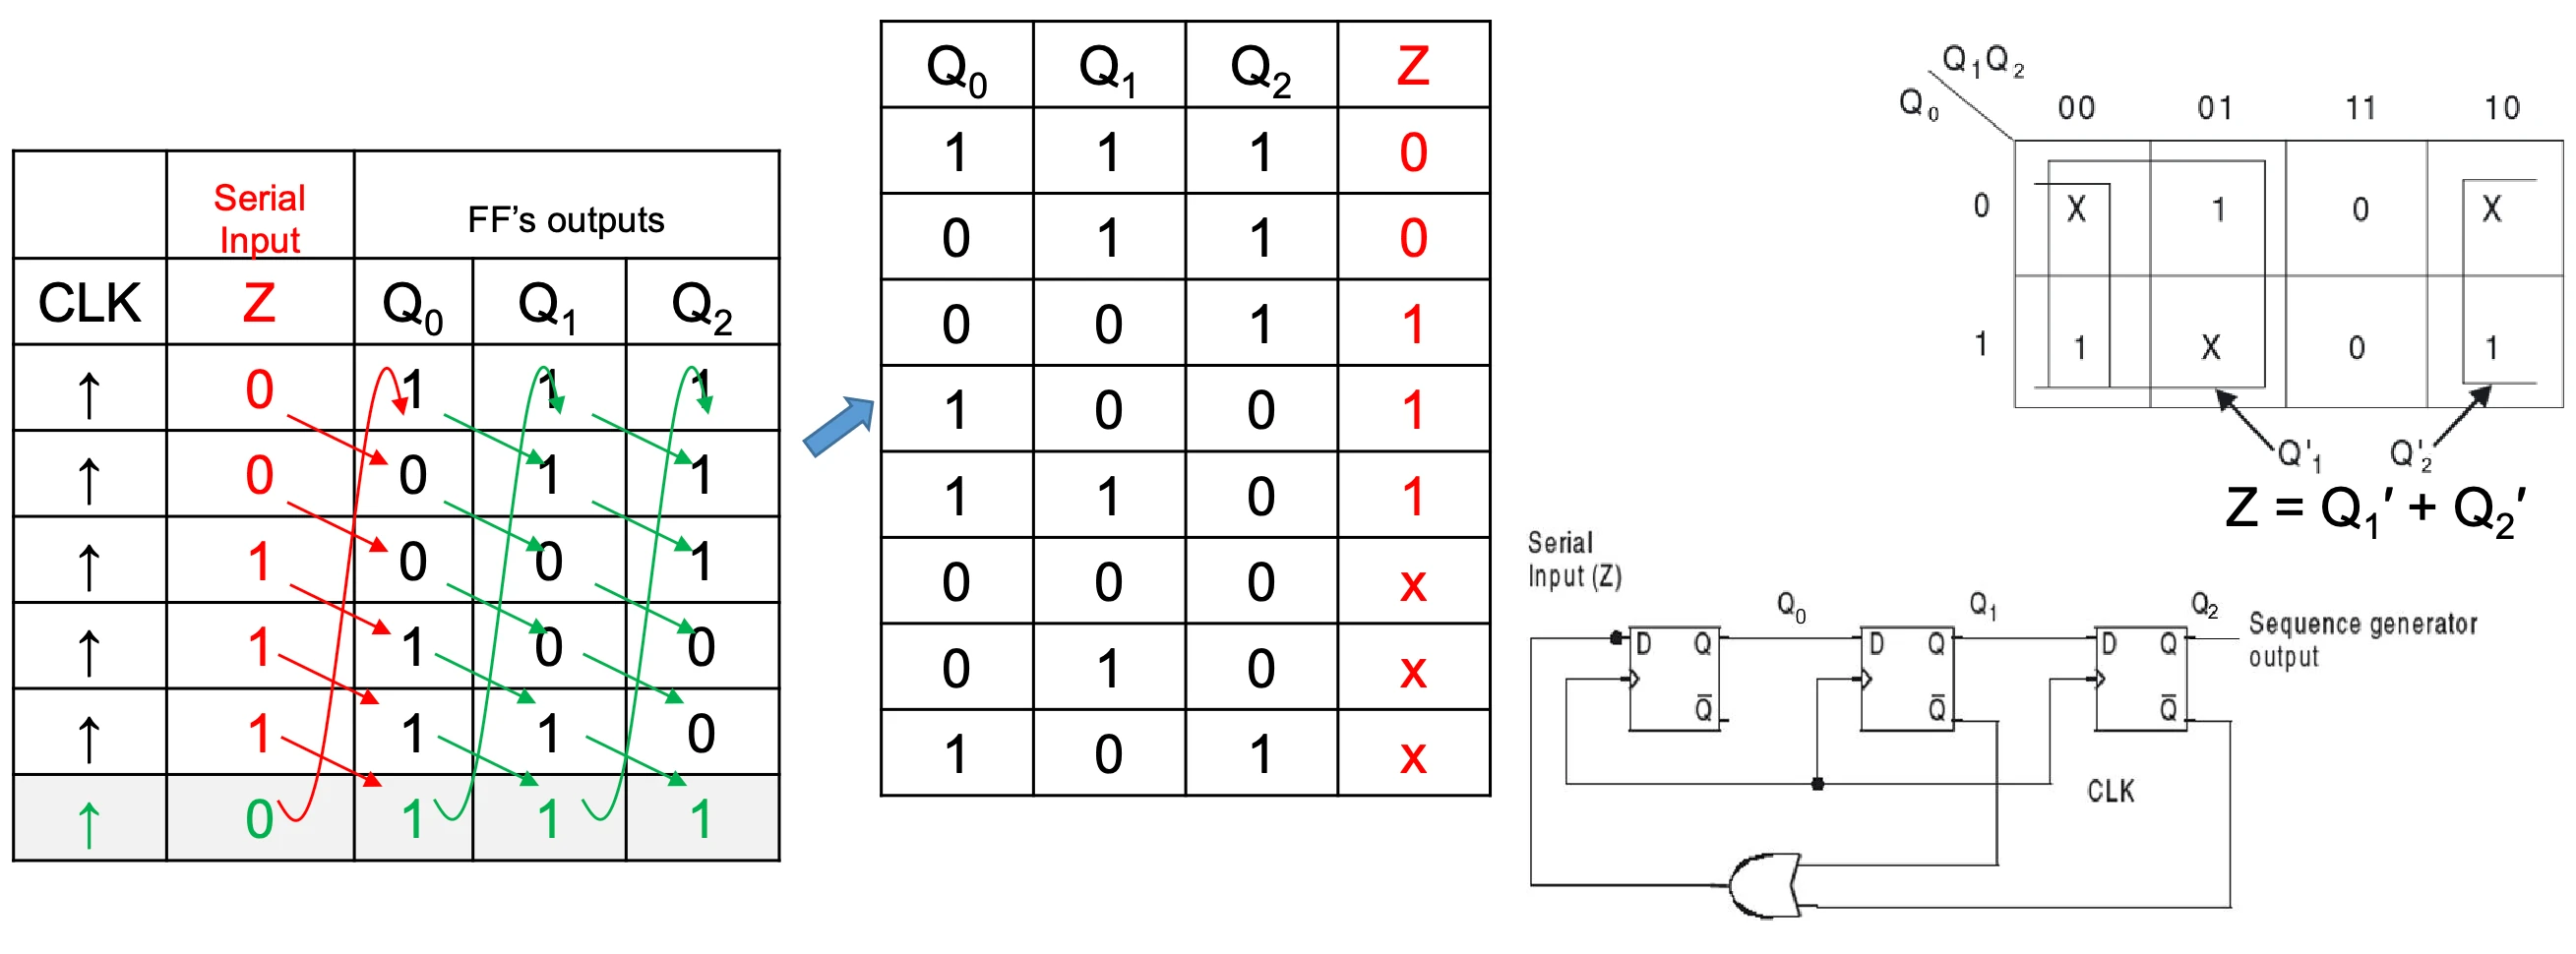 Serial
Input
FF's outputs
CLK Z Q0 Q1 Q2
↑ 0 1 1 1
↑ 0 0 1 1
↑ 1 0 0 1
↑ 1 1 0 0
↑ 1 1 1 0
↑ 0 1 1 1
Q0 Q1 Q2 Z
1 1 1 0
0 1 1 0
0 0 1 1
1 0 0 1
1 1 0 1
0 0 0 x
0 1 0 x
1 0 1 x
Q1Q2
Q0
00 01 11 10
0 X 1 0 X
1 1 X 0 1
Q'1 Q'2
Z = Q1′ + Q2′
Serial
Input (Z)
Q0 Q1 Q2
Sequence generator
output
D Q D Q D Q
Q̅ Q̅ Q̅
CLK